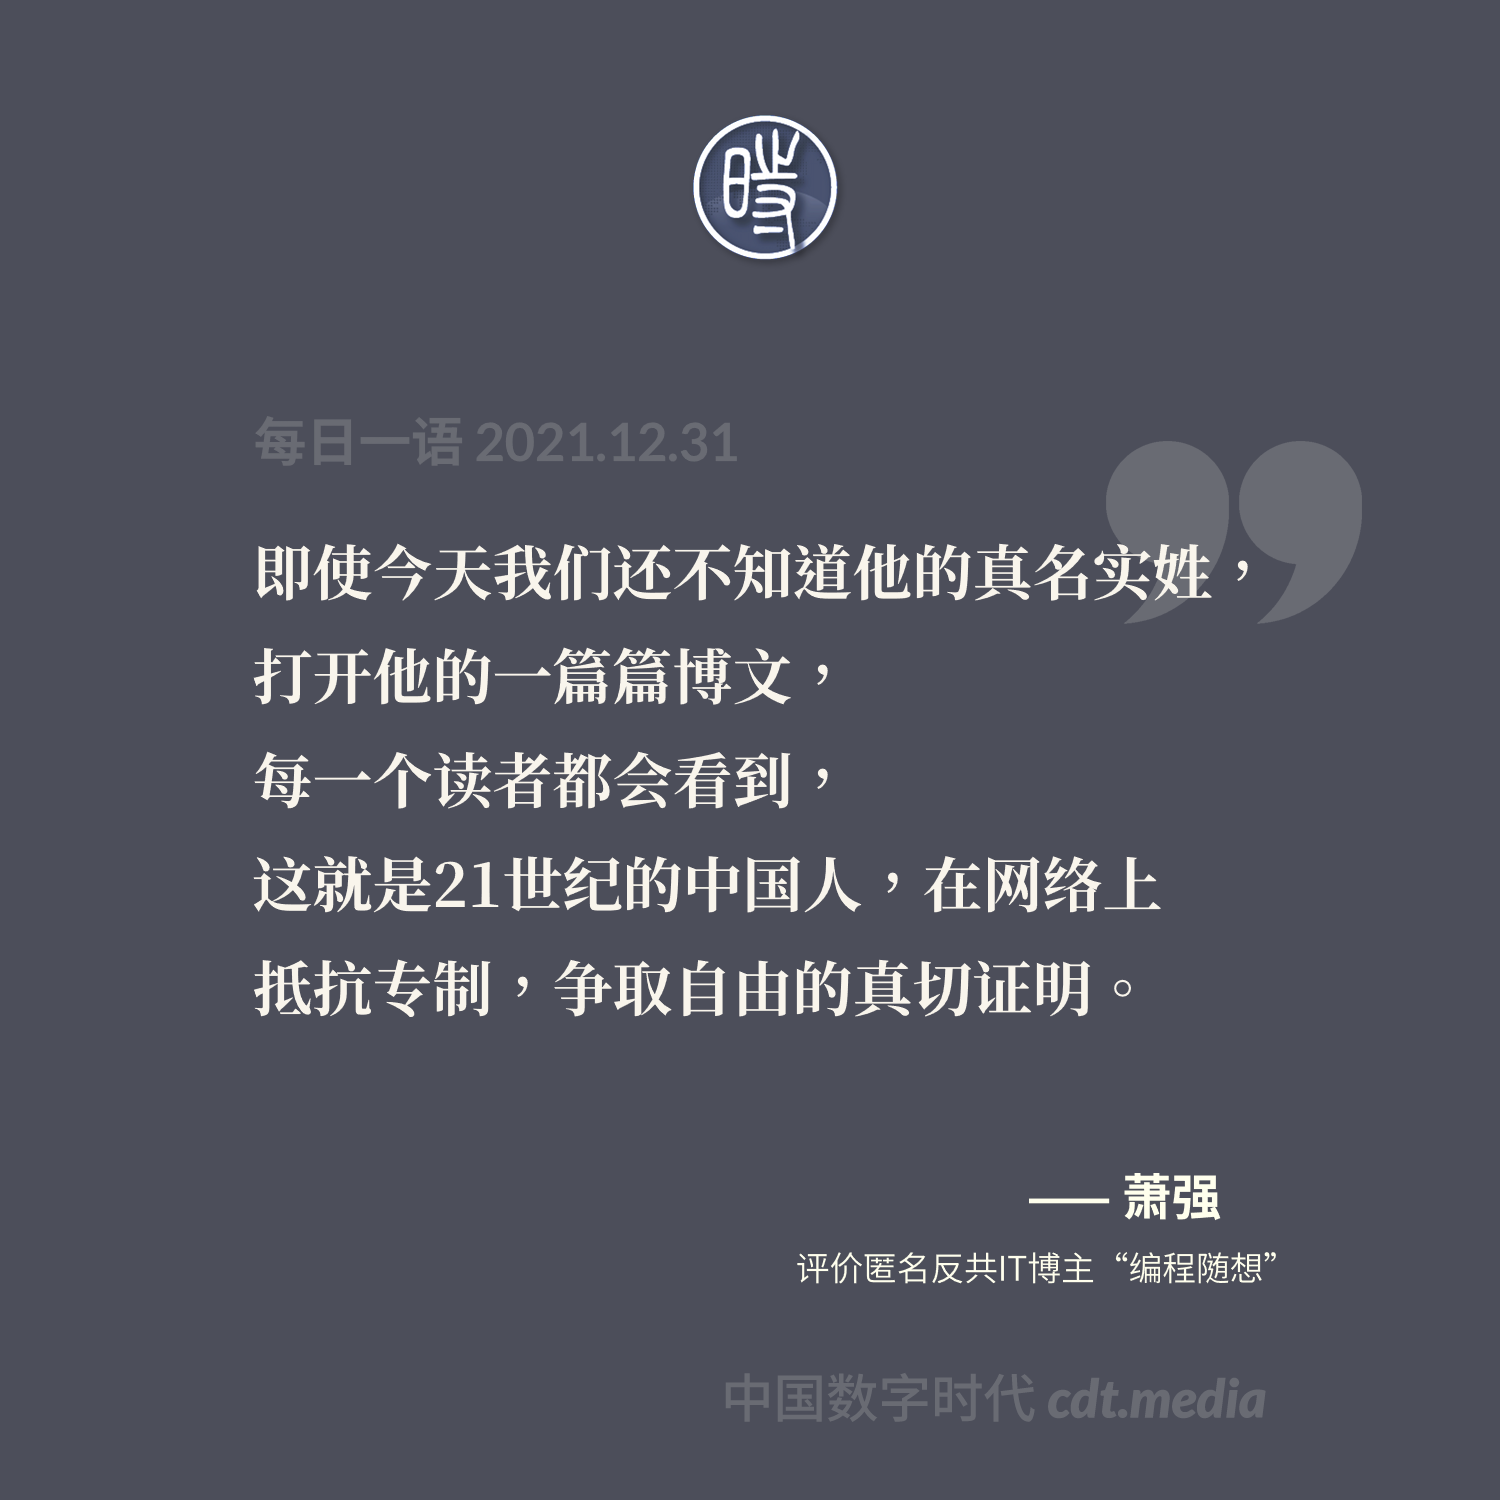 時
每日一语 2021.12.31
即使今天我们还不知道他的真名实姓，
打开他的一篇篇博文，
每一个读者都会看到，
这就是21世纪的中国人，在网络上
抵抗专制，争取自由的真切证明。
—— 萧强
评价匿名反共IT博主“编程随想”
中国数字时代 cdt.media